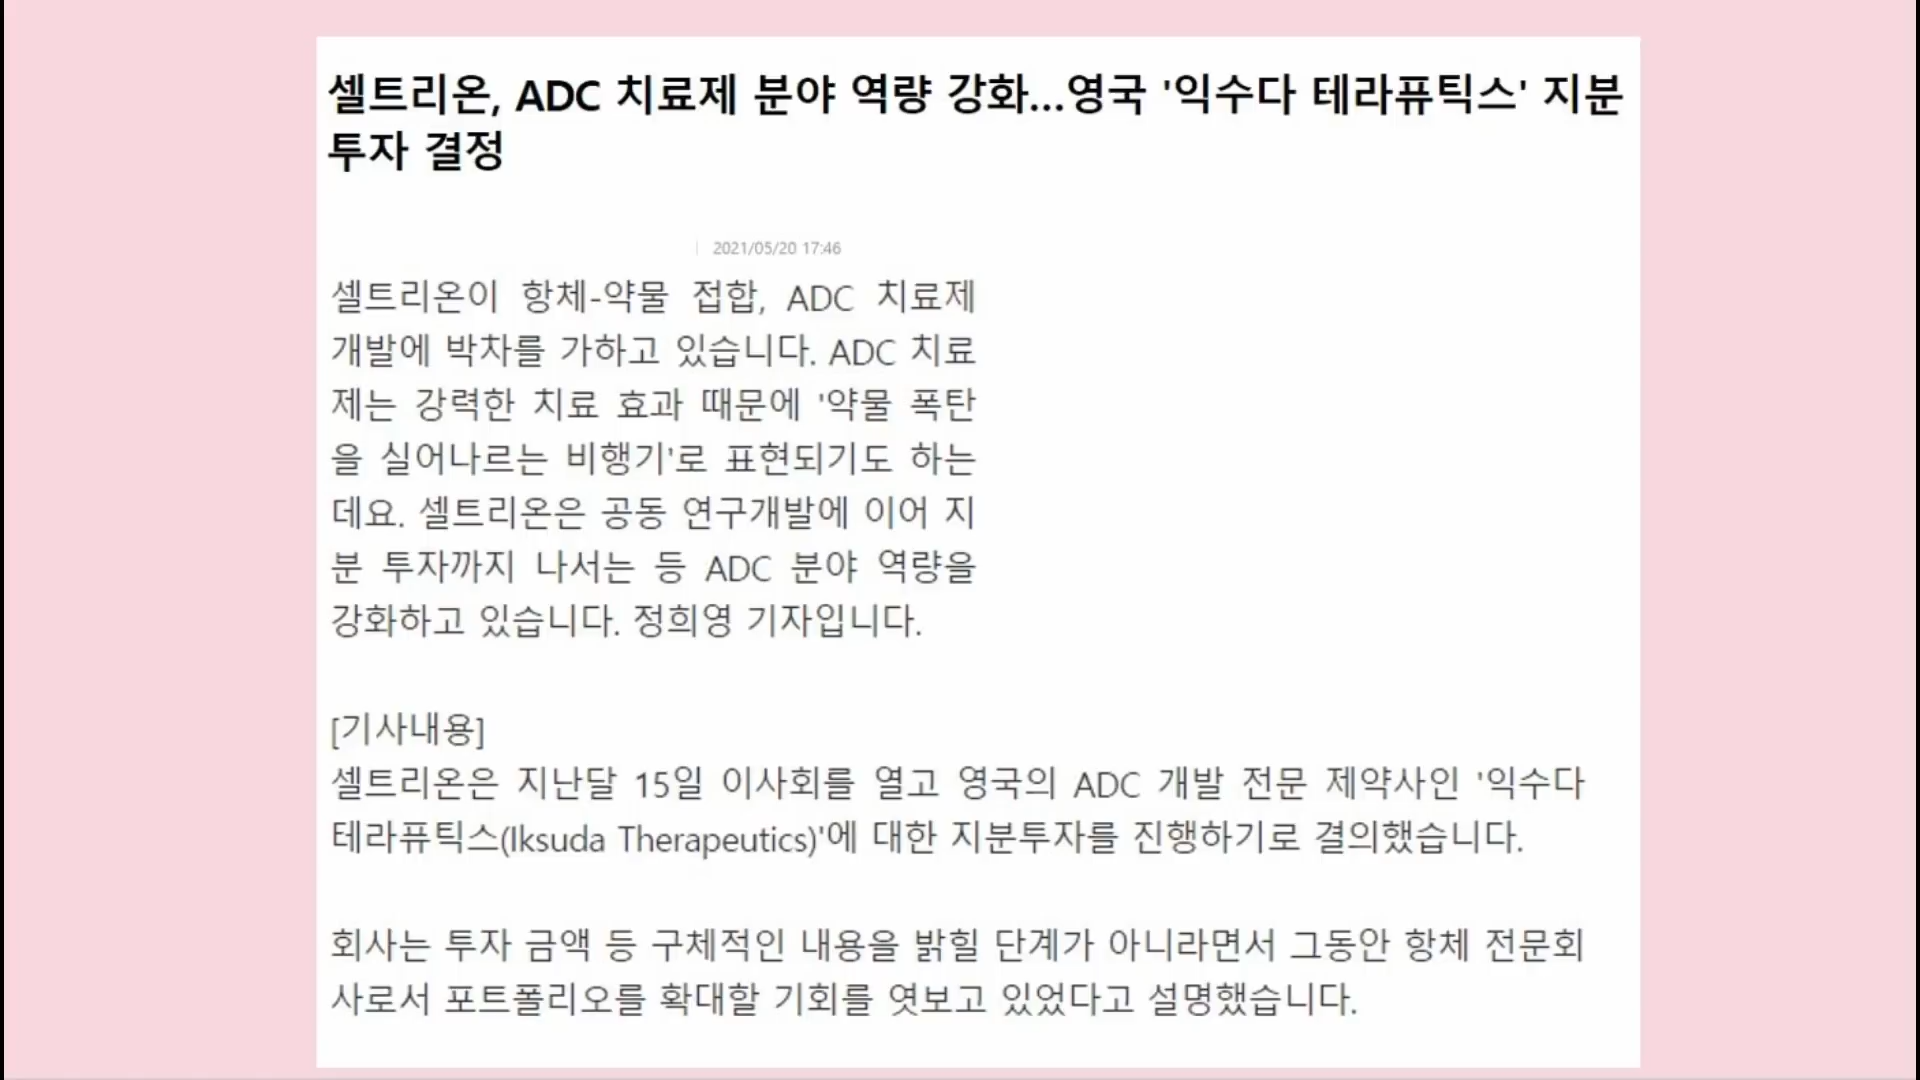 셀트리온, ADC 치료제 분야 역량 강화...영국 '익수다 테라퓨틱스' 지분
투자 결정
2021/05/20 17:46
셀트리온이 항체-약물 접합, ADC 치료제
개발에 박차를 가하고 있습니다. ADC 치료
제는 강력한 치료 효과 때문에 '약물 폭탄
을 실어나르는 비행기'로 표현되기도 하는
데요. 셀트리온은 공동 연구개발에 이어 지
분 투자까지 나서는 등 ADC 분야 역량을
강화하고 있습니다. 정희영 기자입니다.
[기사내용]
셀트리온은 지난달 15일 이사회를 열고 영국의 ADC 개발 전문 제약사인 '익수다
테라퓨틱스(Iksuda Therapeutics)'에 대한 지분투자를 진행하기로 결의했습니다.
회사는 투자 금액 등 구체적인 내용을 밝힐 단계가 아니라면서 그동안 항체 전문회
사로서 포트폴리오를 확대할 기회를 엿보고 있었다고 설명했습니다.